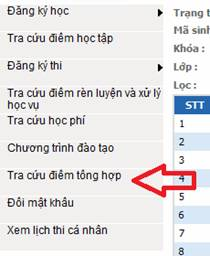 Đăng ký học
Tra cứu điểm học tập
Đăng ký thi
Tra cứu điểm rèn luyện và xử lý
học vụ
Tra cứu học phí
Chương trình đào tạo
Tra cứu điểm tổng hợp
Đổi mật khẩu
Xem lịch thi cá nhân
Trạng t
Mã sinh
Khóa :
Lớp :
Lọc :
STT
1
2
3
4
5
6
7
8